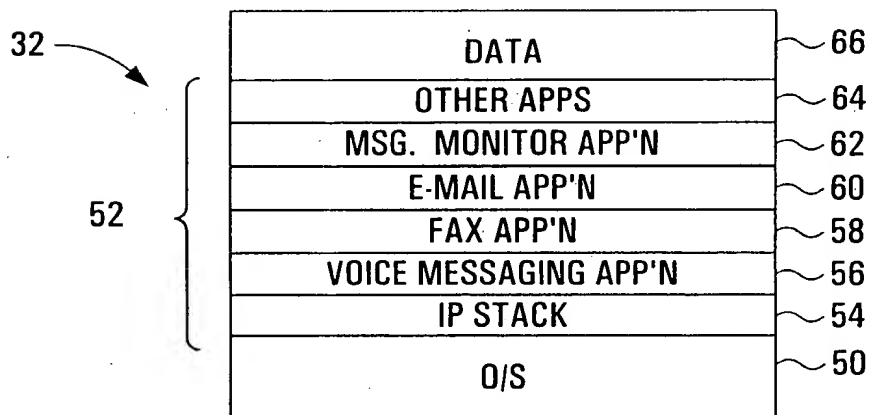 32
DATA 66
OTHER APPS 64
MSG. MONITOR APP'N 62
E-MAIL APP'N 60
52
FAX APP'N 58
VOICE MESSAGING APP'N 56
IP STACK 54
O/S 50